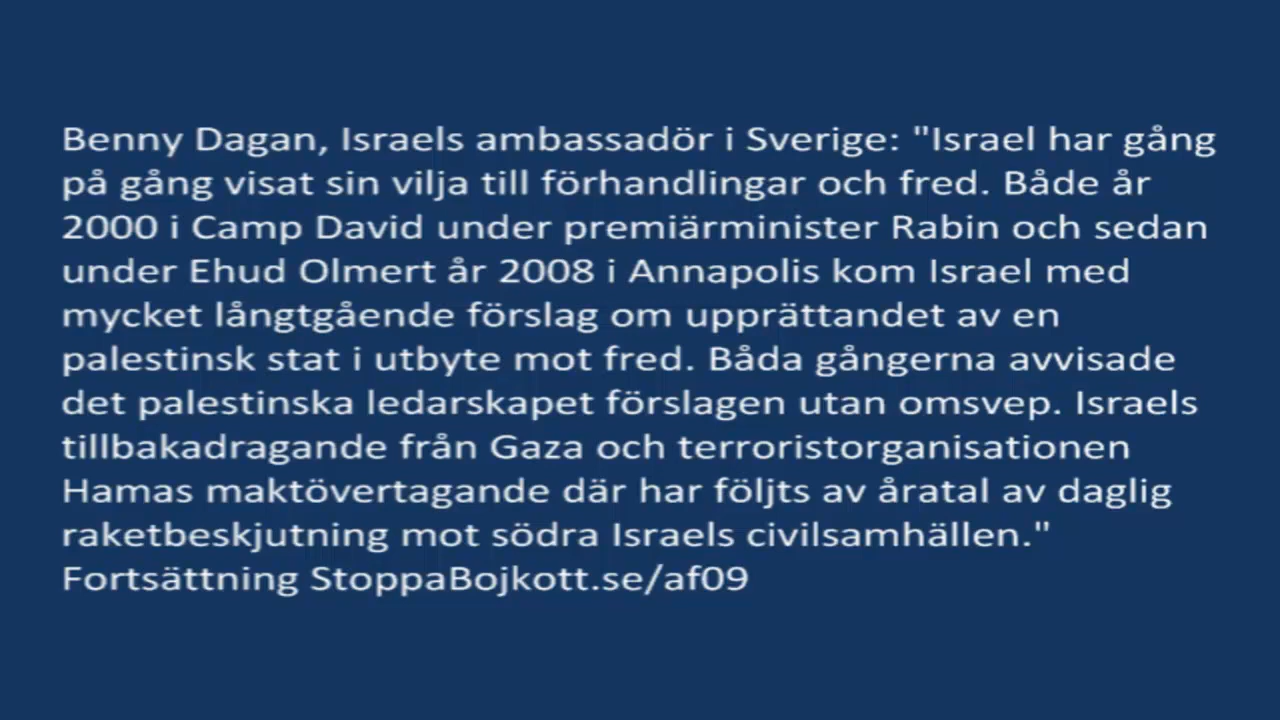 Benny Dagan, Israels ambassadör i Sverige: "Israel har gång
på gång visat sin vilja till förhandlingar och fred. Både år
2000 i Camp David under premiärminister Rabin och sedan
under Ehud Olmert år 2008 i Annapolis kom Israel med
mycket långtgående förslag om upprättandet av en
palestinsk stat i utbyte mot fred. Båda gångerna avvisade
det palestinska ledarskapet förslagen utan omsvep. Israels
tillbakadragande från Gaza och terroristorganisationen
Hamas maktövertagande där har följts av åratal av daglig
raketbeskjutning mot södra Israels civilsamhällen."
Fortsättning StoppaBojkott.se/af09